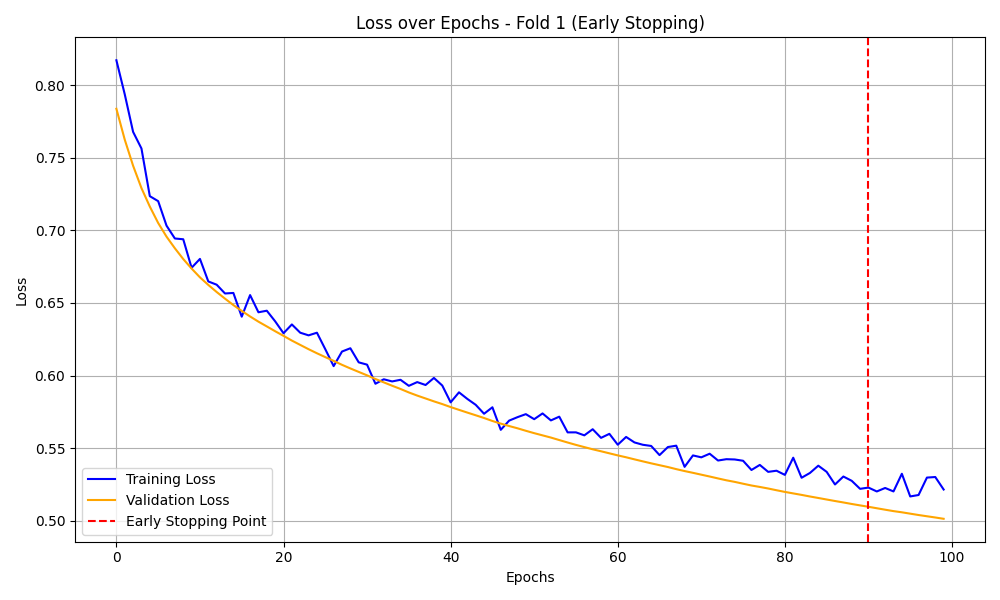 Loss over Epochs - Fold 1 (Early Stopping)
Loss
0.80
0.75
0.70
0.65
0.60
0.55
0.50
Training Loss
Validation Loss
Early Stopping Point
0 20 40 60 80 100
Epochs